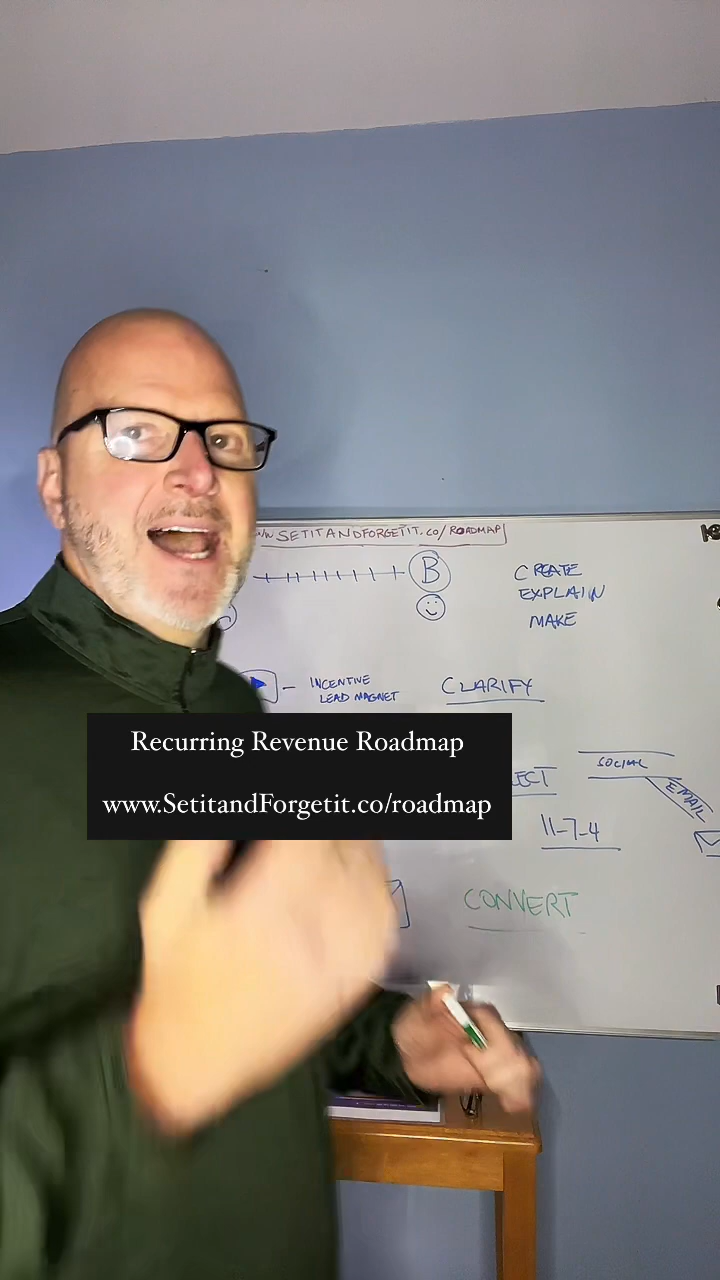 SETITANDFORGETIT.CO/ROADMAP
B
CREATE
EXPLAIN
MAKE
INCENTIVE
LEAD MAGNET
CLARIFY
Recurring Revenue Roadmap
www.SetitandForgetit.co/roadmap
SOCIAL
EMAIL
11-7-4
CONVERT